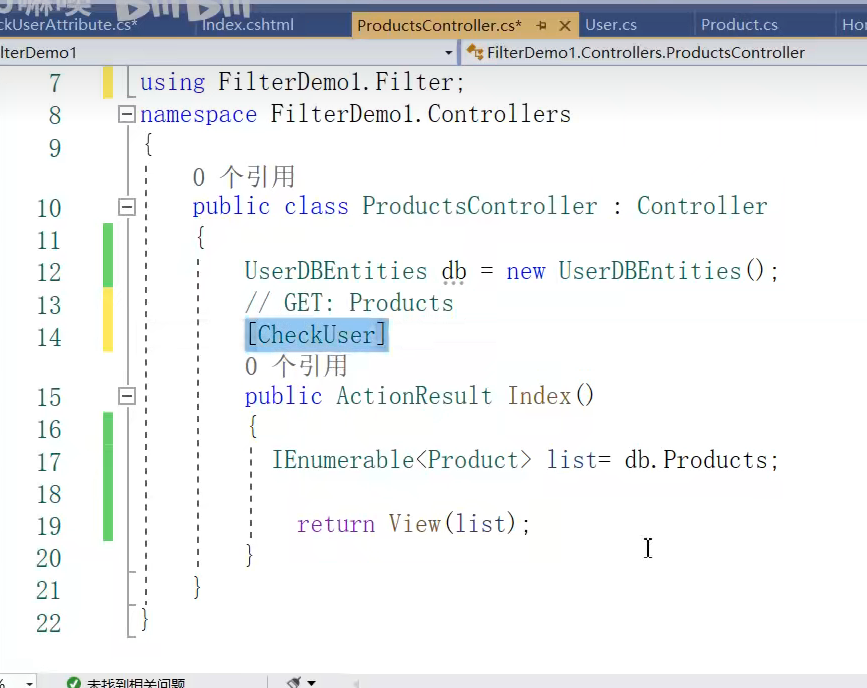 ckUserAttribute.cs* Index.cshtml ProductsController.cs* User.cs Product.cs
lterDemo1 FilterDemo1.Controllers.ProductsController
7 using FilterDemo1.Filter;
8 namespace FilterDemo1.Controllers
9 {
0 个引用
10 public class ProductsController : Controller
11 {
12 UserDBEntities db = new UserDBEntities();
13 // GET: Products
14 [CheckUser]
0 个引用
15 public ActionResult Index()
16 {
17 IEnumerable<Product> list= db.Products;
18
19 return View(list);
20 }
21 }
22 }
% 未找到相关问题